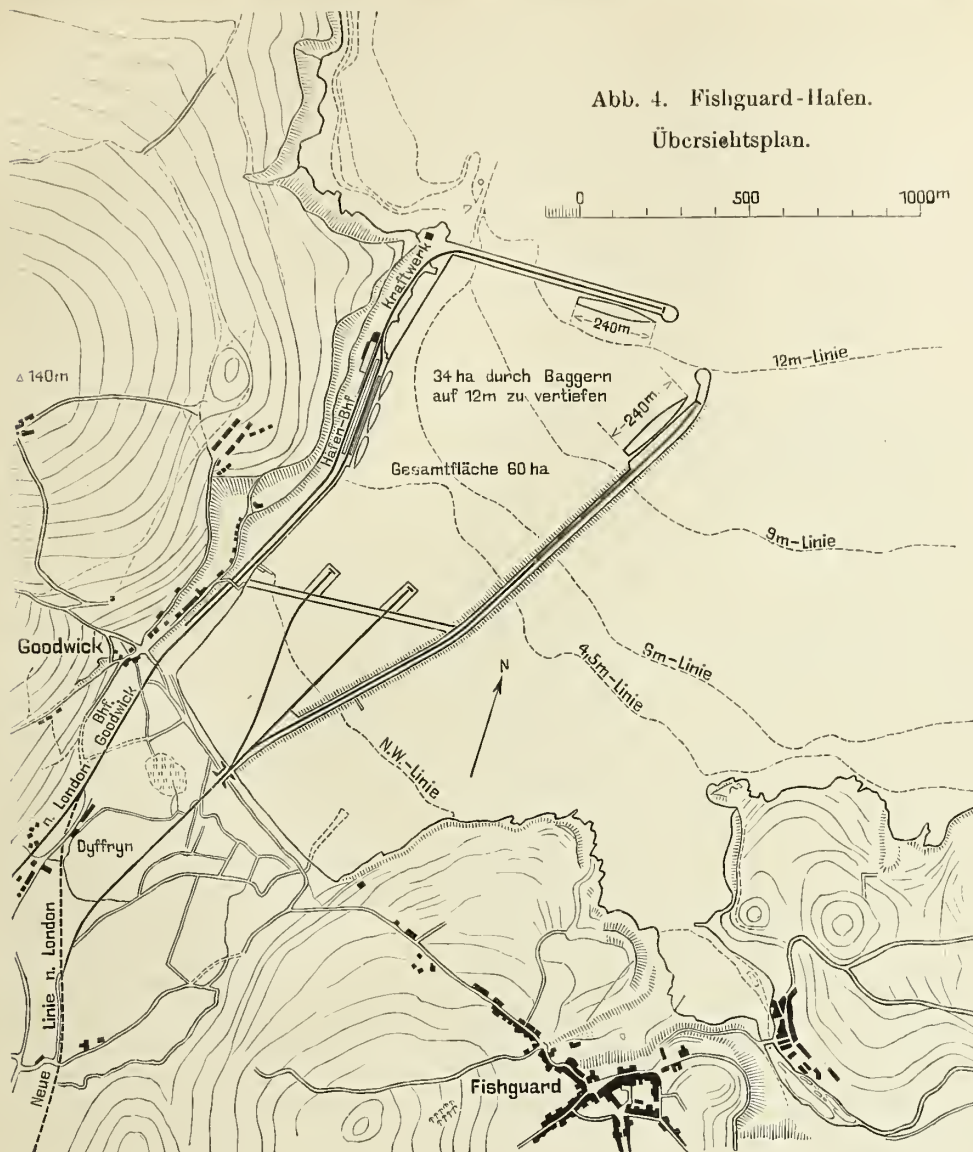 Abb. 4. Fishguard-Hafen.
Übersichtsplan.
0 500 1000m
Kraftwerk
240m
12m-Linie
△ 140m
34 ha durch Baggern
auf 12m zu vertiefen
240m
Hafen-Bhf.
Gesamtfläche 60 ha
9m-Linie
Goodwick
N
6m-Linie
4,5m-Linie
Bhf.
Goodwick
N.W.-Linie
n. London
Dyffryn
Neue Linie n. London
Fishguard